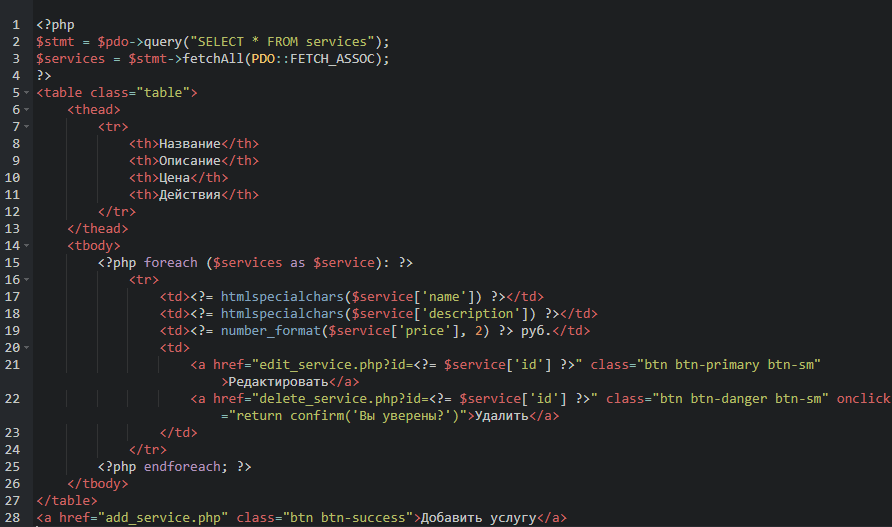 1 <?php
2 $stmt = $pdo->query("SELECT * FROM services");
3 $services = $stmt->fetchAll(PDO::FETCH_ASSOC);
4 ?>
5 <table class="table">
6 <thead>
7 <tr>
8 <th>Название</th>
9 <th>Описание</th>
10 <th>Цена</th>
11 <th>Действия</th>
12 </tr>
13 </thead>
14 <tbody>
15 <?php foreach ($services as $service): ?>
16 <tr>
17 <td><?= htmlspecialchars($service['name']) ?></td>
18 <td><?= htmlspecialchars($service['description']) ?></td>
19 <td><?= number_format($service['price'], 2) ?> руб.</td>
20 <td>
21 <a href="edit_service.php?id=<?= $service['id'] ?>" class="btn btn-primary btn-sm"
>Редактировать</a>
22 <a href="delete_service.php?id=<?= $service['id'] ?>" class="btn btn-danger btn-sm" onclick
="return confirm('Вы уверены?')">Удалить</a>
23 </td>
24 </tr>
25 <?php endforeach; ?>
26 </tbody>
27 </table>
28 <a href="add_service.php" class="btn btn-success">Добавить услугу</a>